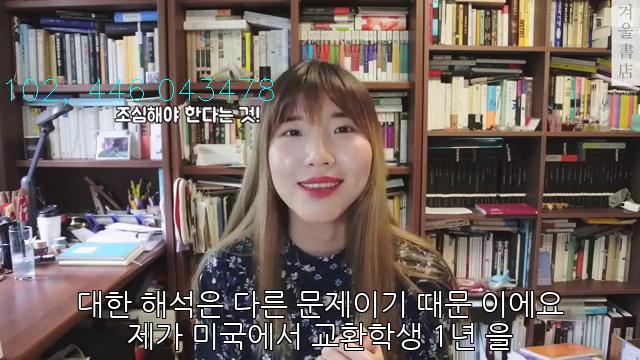 겨울書店
102, 446.043478
조심해야 한다는 것!
대한 해석은 다른 문제이기 때문 이에요
제가 미국에서 교환학생 1년 을